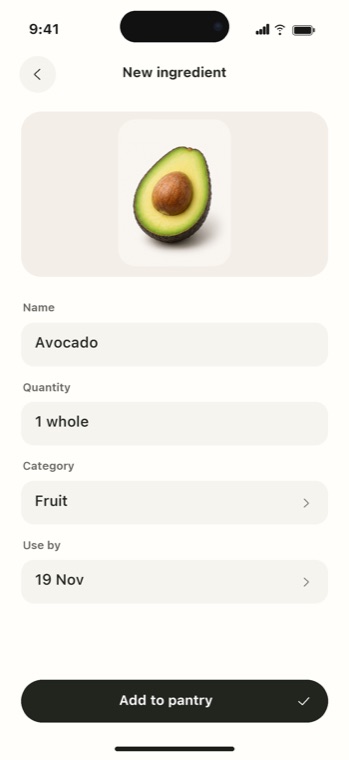 9:41
New ingredient
Name
Avocado
Quantity
1 whole
Category
Fruit
Use by
19 Nov
Add to pantry